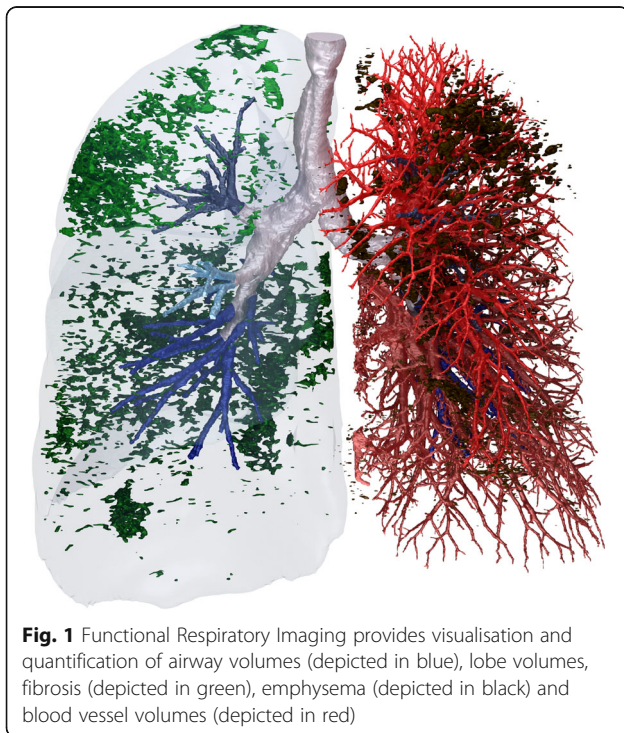 Fig. 1 Functional Respiratory Imaging provides visualisation and
quantification of airway volumes (depicted in blue), lobe volumes,
fibrosis (depicted in green), emphysema (depicted in black) and
blood vessel volumes (depicted in red)